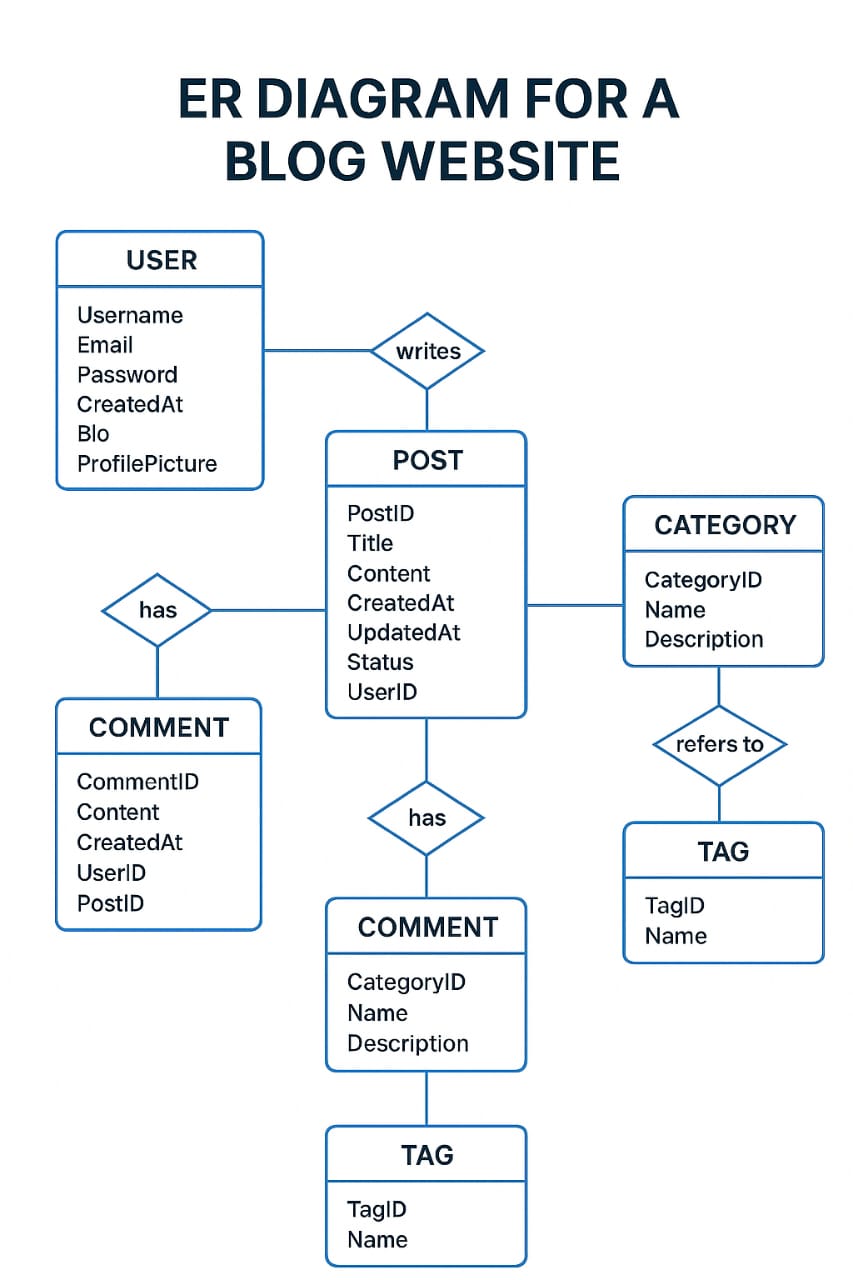 ER DIAGRAM FOR A
BLOG WEBSITE
USER
Username
Email
Password
CreatedAt
Blo
ProfilePicture
writes
POST
PostID
Title
Content
CreatedAt
UpdatedAt
Status
UserID
CATEGORY
CategoryID
Name
Description
has
COMMENT
CommentID
Content
CreatedAt
UserID
PostID
refers to
TAG
TagID
Name
has
COMMENT
CategoryID
Name
Description
TAG
TagID
Name